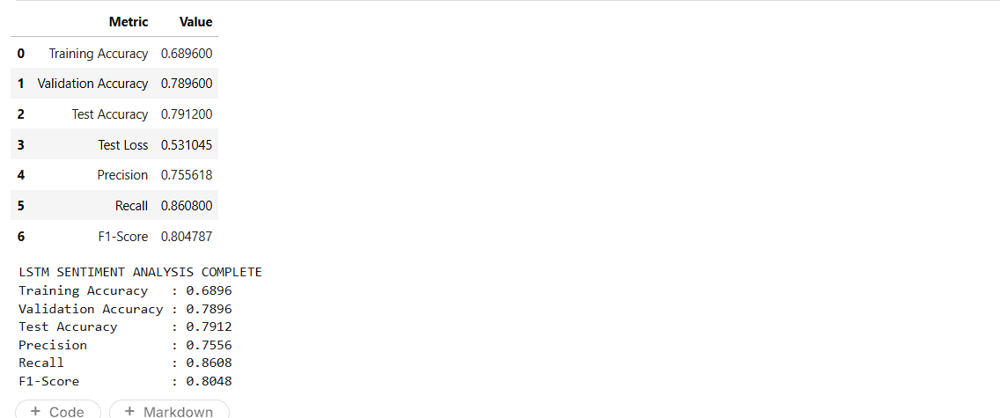 Metric Value
0 Training Accuracy 0.689600
1 Validation Accuracy 0.789600
2 Test Accuracy 0.791200
3 Test Loss 0.531045
4 Precision 0.755618
5 Recall 0.860800
6 F1-Score 0.804787
LSTM SENTIMENT ANALYSIS COMPLETE
Training Accuracy : 0.6896
Validation Accuracy : 0.7896
Test Accuracy : 0.7912
Precision : 0.7556
Recall : 0.8608
F1-Score : 0.8048
+ Code + Markdown